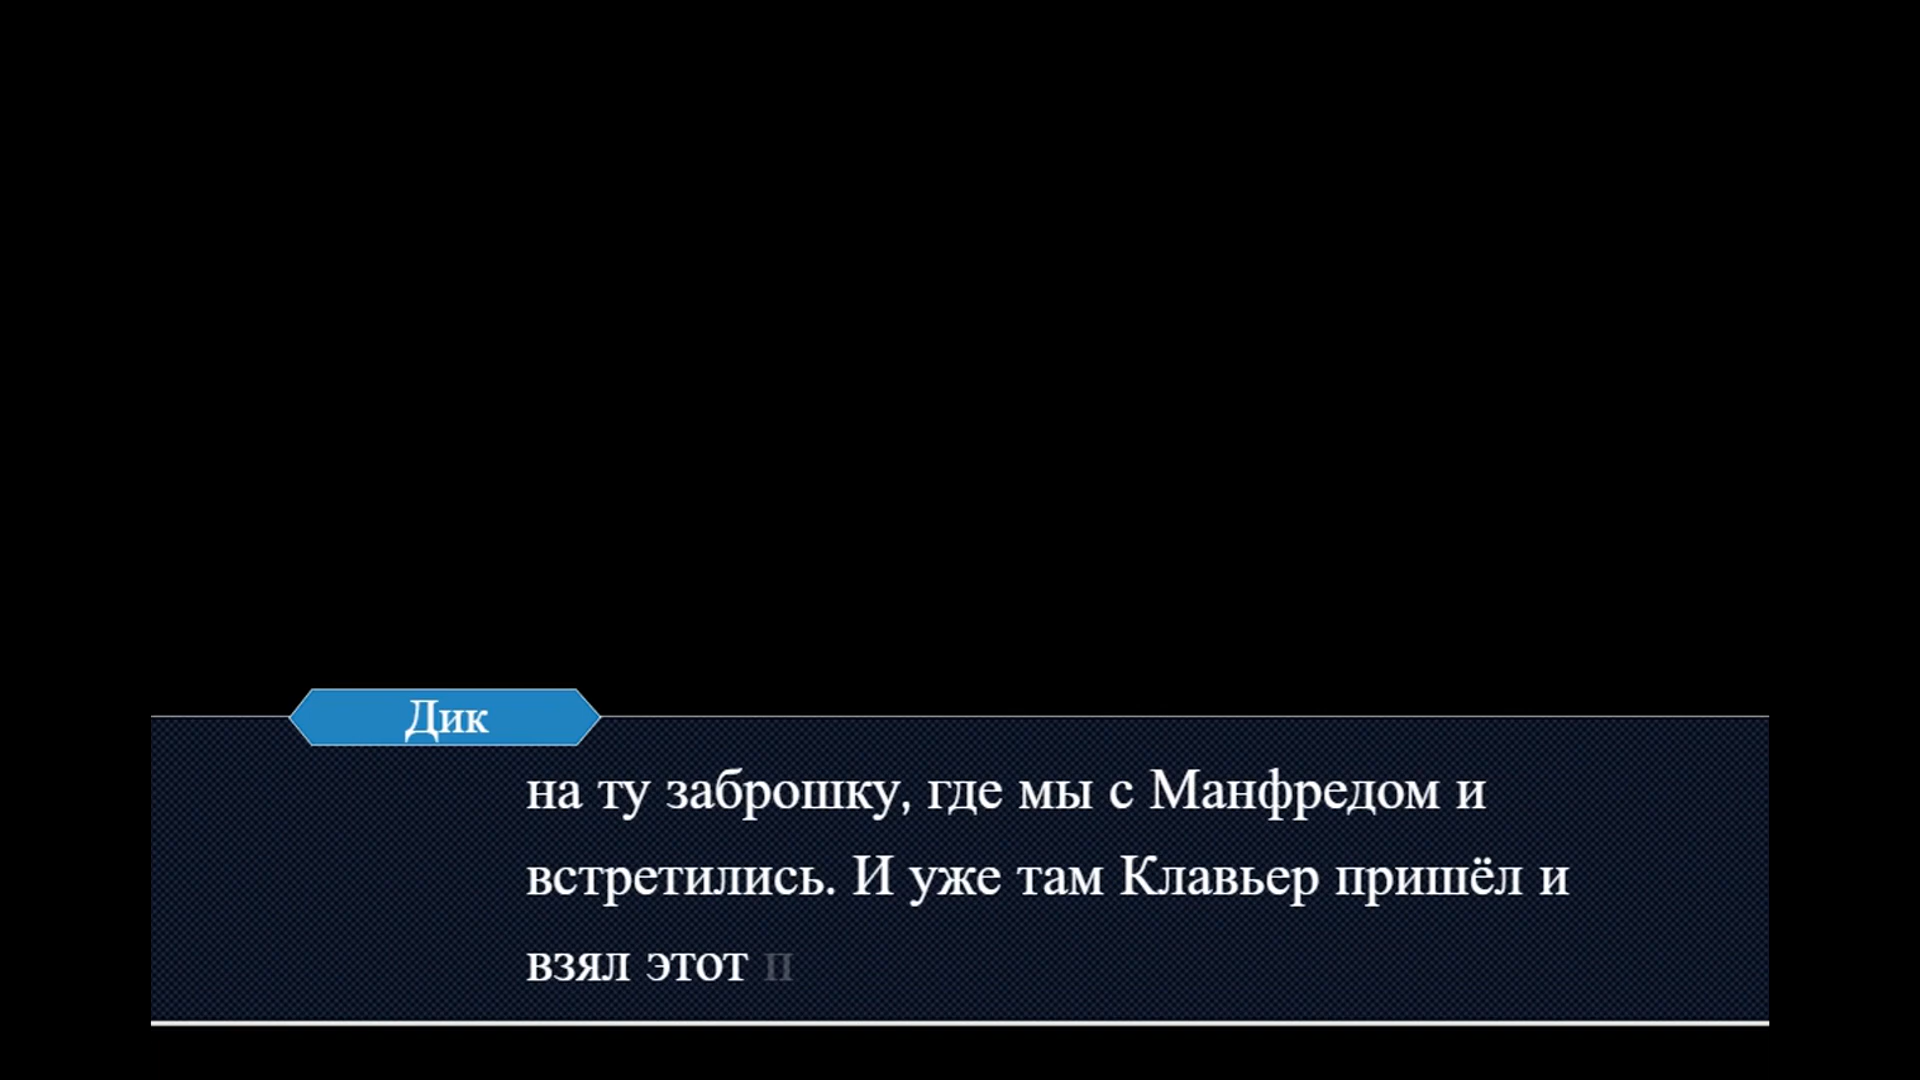 Дик
на ту заброшку, где мы с Манфредом и
встретились. И уже там Клавьер пришёл и
взял этот п